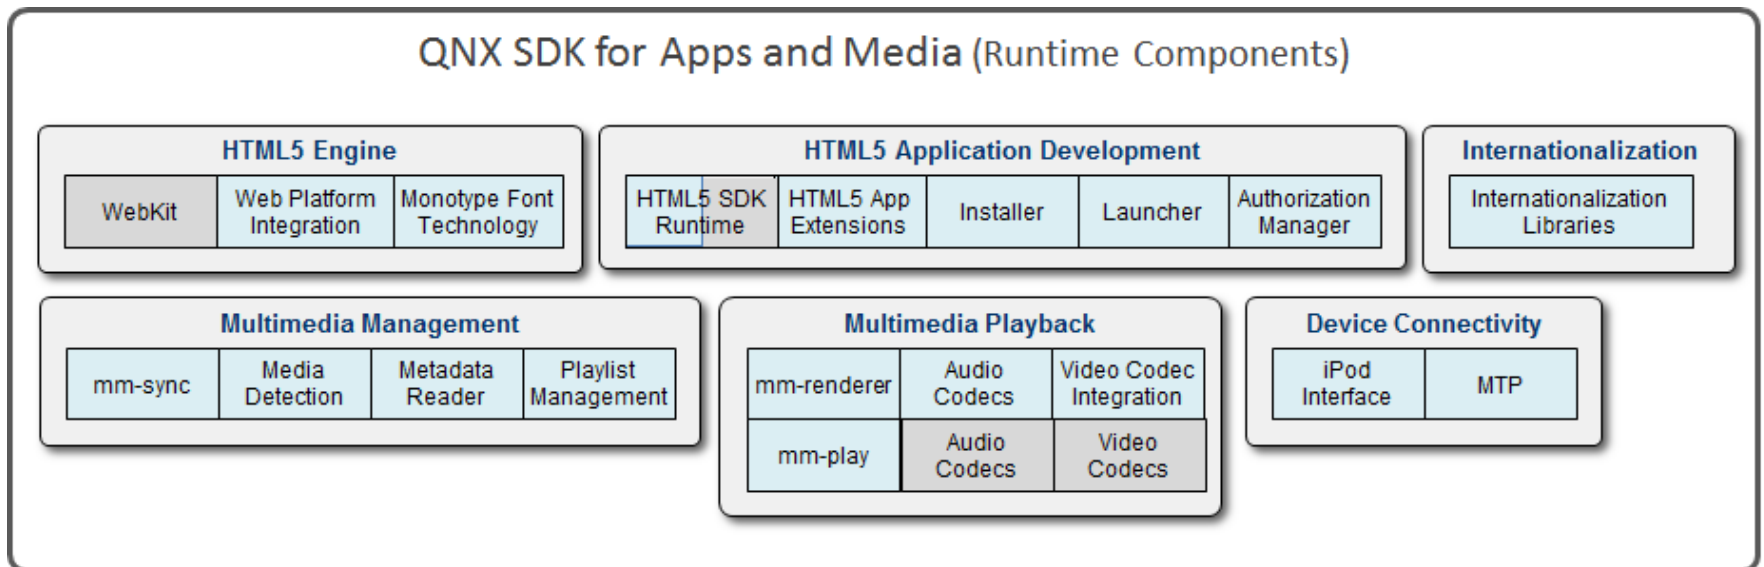 QNX SDK for Apps and Media (Runtime Components)
HTML5 Engine
WebKit
Web Platform
Integration
Monotype Font
Technology
HTML5 Application Development
HTML5 SDK
Runtime
HTML5 App
Extensions
Installer
Launcher
Authorization
Manager
Internationalization
Internationalization
Libraries
Multimedia Management
mm-sync
Media
Detection
Metadata
Reader
Playlist
Management
Multimedia Playback
mm-renderer
Audio
Codecs
Video Codec
Integration
mm-play
Audio
Codecs
Video
Codecs
Device Connectivity
iPod
Interface
MTP